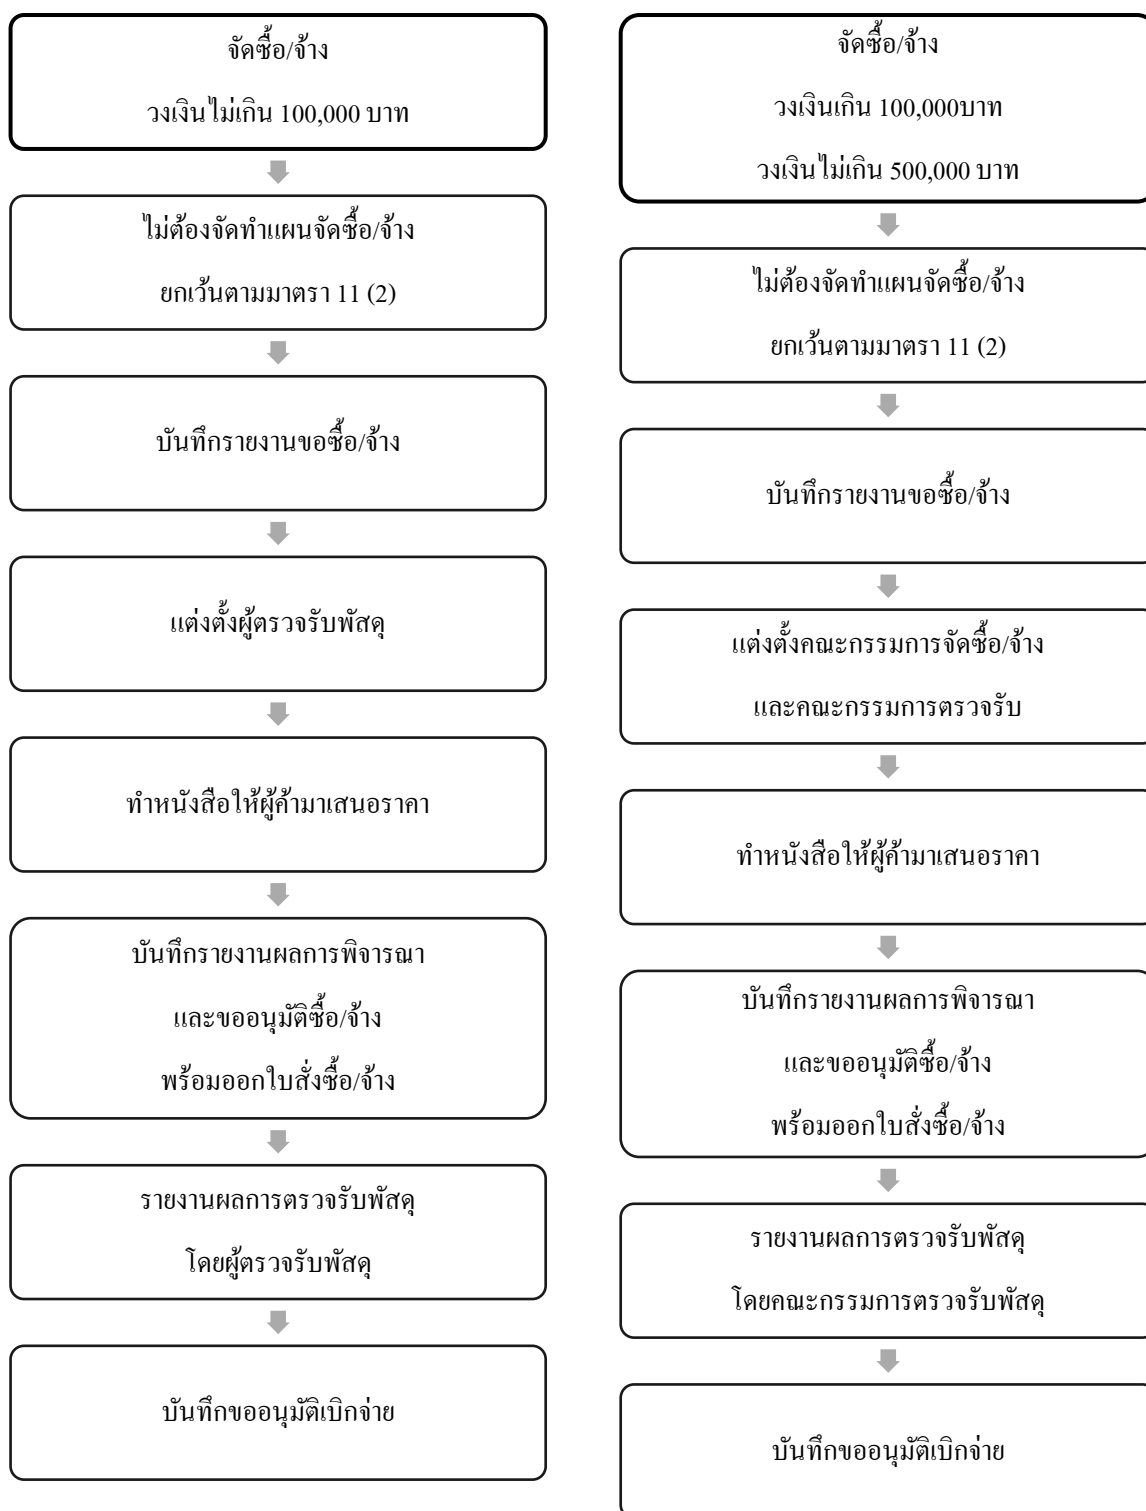 จัดซื้อ/จ้าง
วงเงินไม่เกิน 100,000 บาท
ไม่ต้องจัดทำแผนจัดซื้อ/จ้าง
ยกเว้นตามมาตรา 11 (2)
บันทึกรายงานขอซื้อ/จ้าง
แต่งตั้งผู้ตรวจรับพัสดุ
ทำหนังสือให้ผู้ค้ามาเสนอราคา
บันทึกรายงานผลการพิจารณา
และขออนุมัติซื้อ/จ้าง
พร้อมออกใบสั่งซื้อ/จ้าง
รายงานผลการตรวจรับพัสดุ
โดยผู้ตรวจรับพัสดุ
บันทึกขออนุมัติเบิกจ่าย
จัดซื้อ/จ้าง
วงเงินเกิน 100,000บาท
วงเงินไม่เกิน 500,000 บาท
ไม่ต้องจัดทำแผนจัดซื้อ/จ้าง
ยกเว้นตามมาตรา 11 (2)
บันทึกรายงานขอซื้อ/จ้าง
แต่งตั้งคณะกรรมการจัดซื้อ/จ้าง
และคณะกรรมการตรวจรับ
ทำหนังสือให้ผู้ค้ามาเสนอราคา
บันทึกรายงานผลการพิจารณา
และขออนุมัติซื้อ/จ้าง
พร้อมออกใบสั่งซื้อ/จ้าง
รายงานผลการตรวจรับพัสดุ
โดยคณะกรรมการตรวจรับพัสดุ
บันทึกขออนุมัติเบิกจ่าย